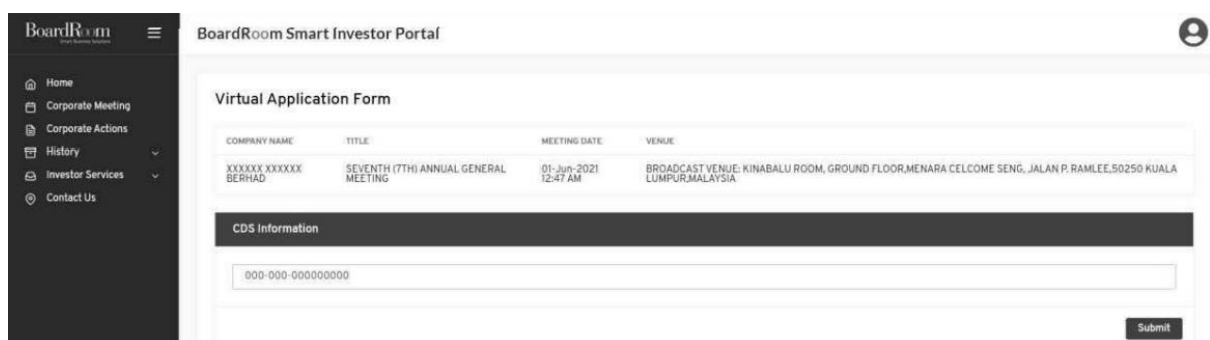 BoardRoom
Smart Business Solutions
BoardRoom Smart Investor Portal
Home
Corporate Meeting
Corporate Actions
History
Investor Services
Contact Us
Virtual Application Form
COMPANY NAME TITLE MEETING DATE VENUE
XXXXXX XXXXXX SEVENTH (7TH) ANNUAL GENERAL 01-Jun-2021 BROADCAST VENUE: KINABALU ROOM, GROUND FLOOR,MENARA CELCOME SENG, JALAN P. RAMLEE,50250 KUALA
BERHAD MEETING 12:47 AM LUMPUR,MALAYSIA
CDS Information
000-000-000000000
Submit